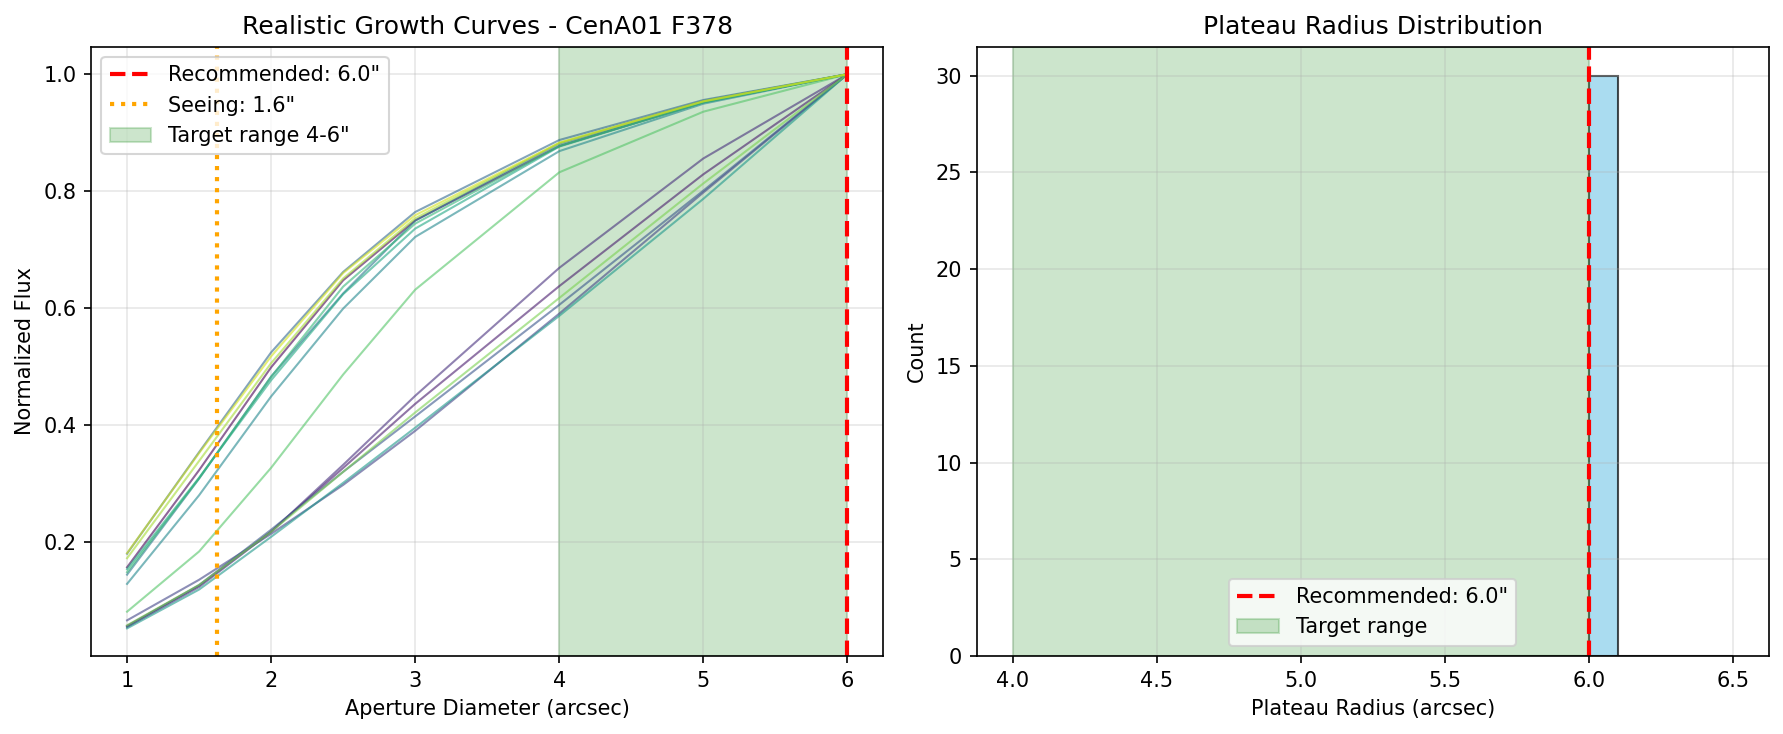 Realistic Growth Curves - CenA01 F378
Recommended: 6.0"
Seeing: 1.6"
Target range 4-6"
Normalized Flux
1.0
0.8
0.6
0.4
0.2
1 2 3 4 5 6
Aperture Diameter (arcsec)
Plateau Radius Distribution
Count
30
25
20
15
10
5
0
Recommended: 6.0"
Target range
4.0 4.5 5.0 5.5 6.0 6.5
Plateau Radius (arcsec)